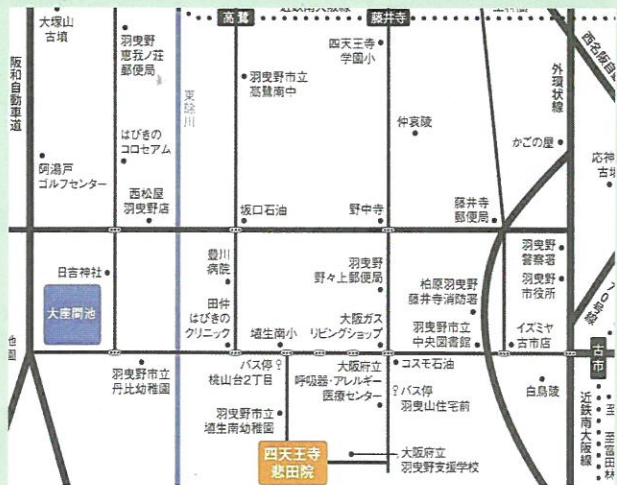 近鉄南大阪線
高鷲
藤井寺
大塚山
古墳
羽曳野
恵我ノ荘
郵便局
四天王寺
学園小
西名阪自動
阪和自動車道
東除川
羽曳野市立
高鷲南中
外環状線
仲哀陵
はびきの
コロセアム
かごの屋
阿湯戸
ゴルフセンター
応神
古墳
西松屋
羽曳野店
坂口石油
野中寺
藤井寺
郵便局
日吉神社
豊川
病院
羽曳野
野々上郵便局
羽曳野
警察署
柏原羽曳野
藤井寺消防署
羽曳野
市役所
大座間池
田仲
はびきの
クリニック
埴生南小
大阪ガス
リビングショップ
羽曳野市立
中央図書館
イズミヤ
古市店
古市
羽曳野市立
丹比幼稚園
バス停
桃山台2丁目
大阪府立
呼吸器・アレルギー
医療センター
コスモ石油
バス停
羽曳山住宅前
白鳥陵
近鉄南大阪線
至富田林
羽曳野市立
埴生南幼稚園
四天王寺
悲田院
大阪府立
羽曳野支援学校